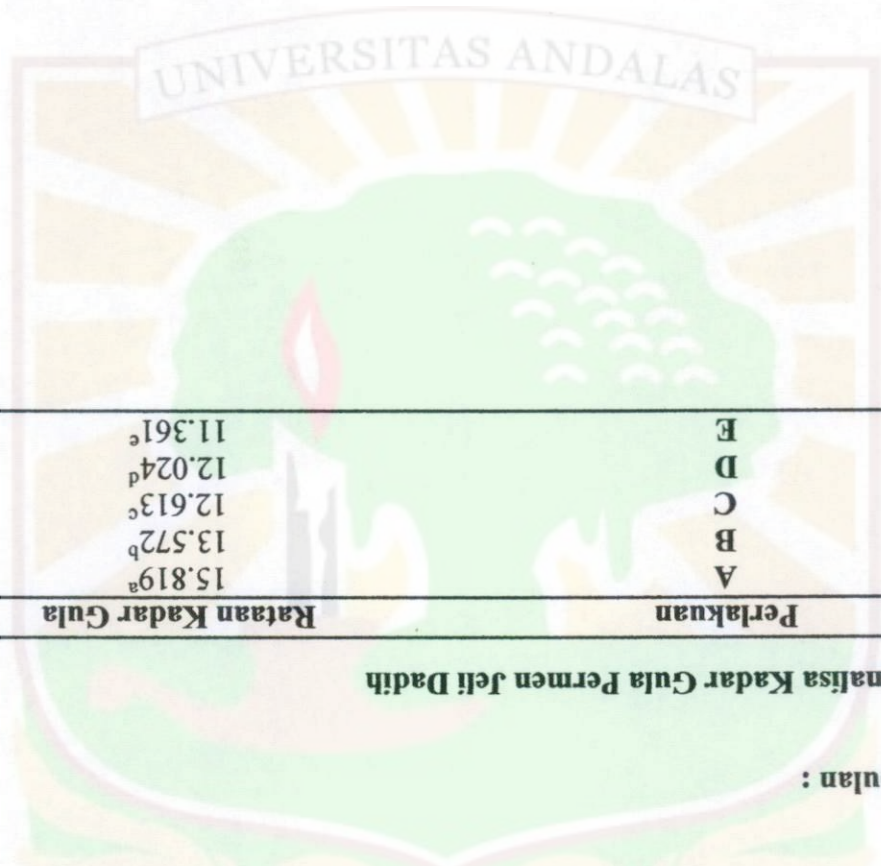 ulan :
nalisa Kadar Gula Permen Jeli Dadih
Perlakuan Rataan Kadar Gula
A 15.819ᵃ
B 13.572ᵇ
C 12.613ᶜ
D 12.024ᵈ
E 11.361ᵉ
UNIVERSITAS ANDALAS